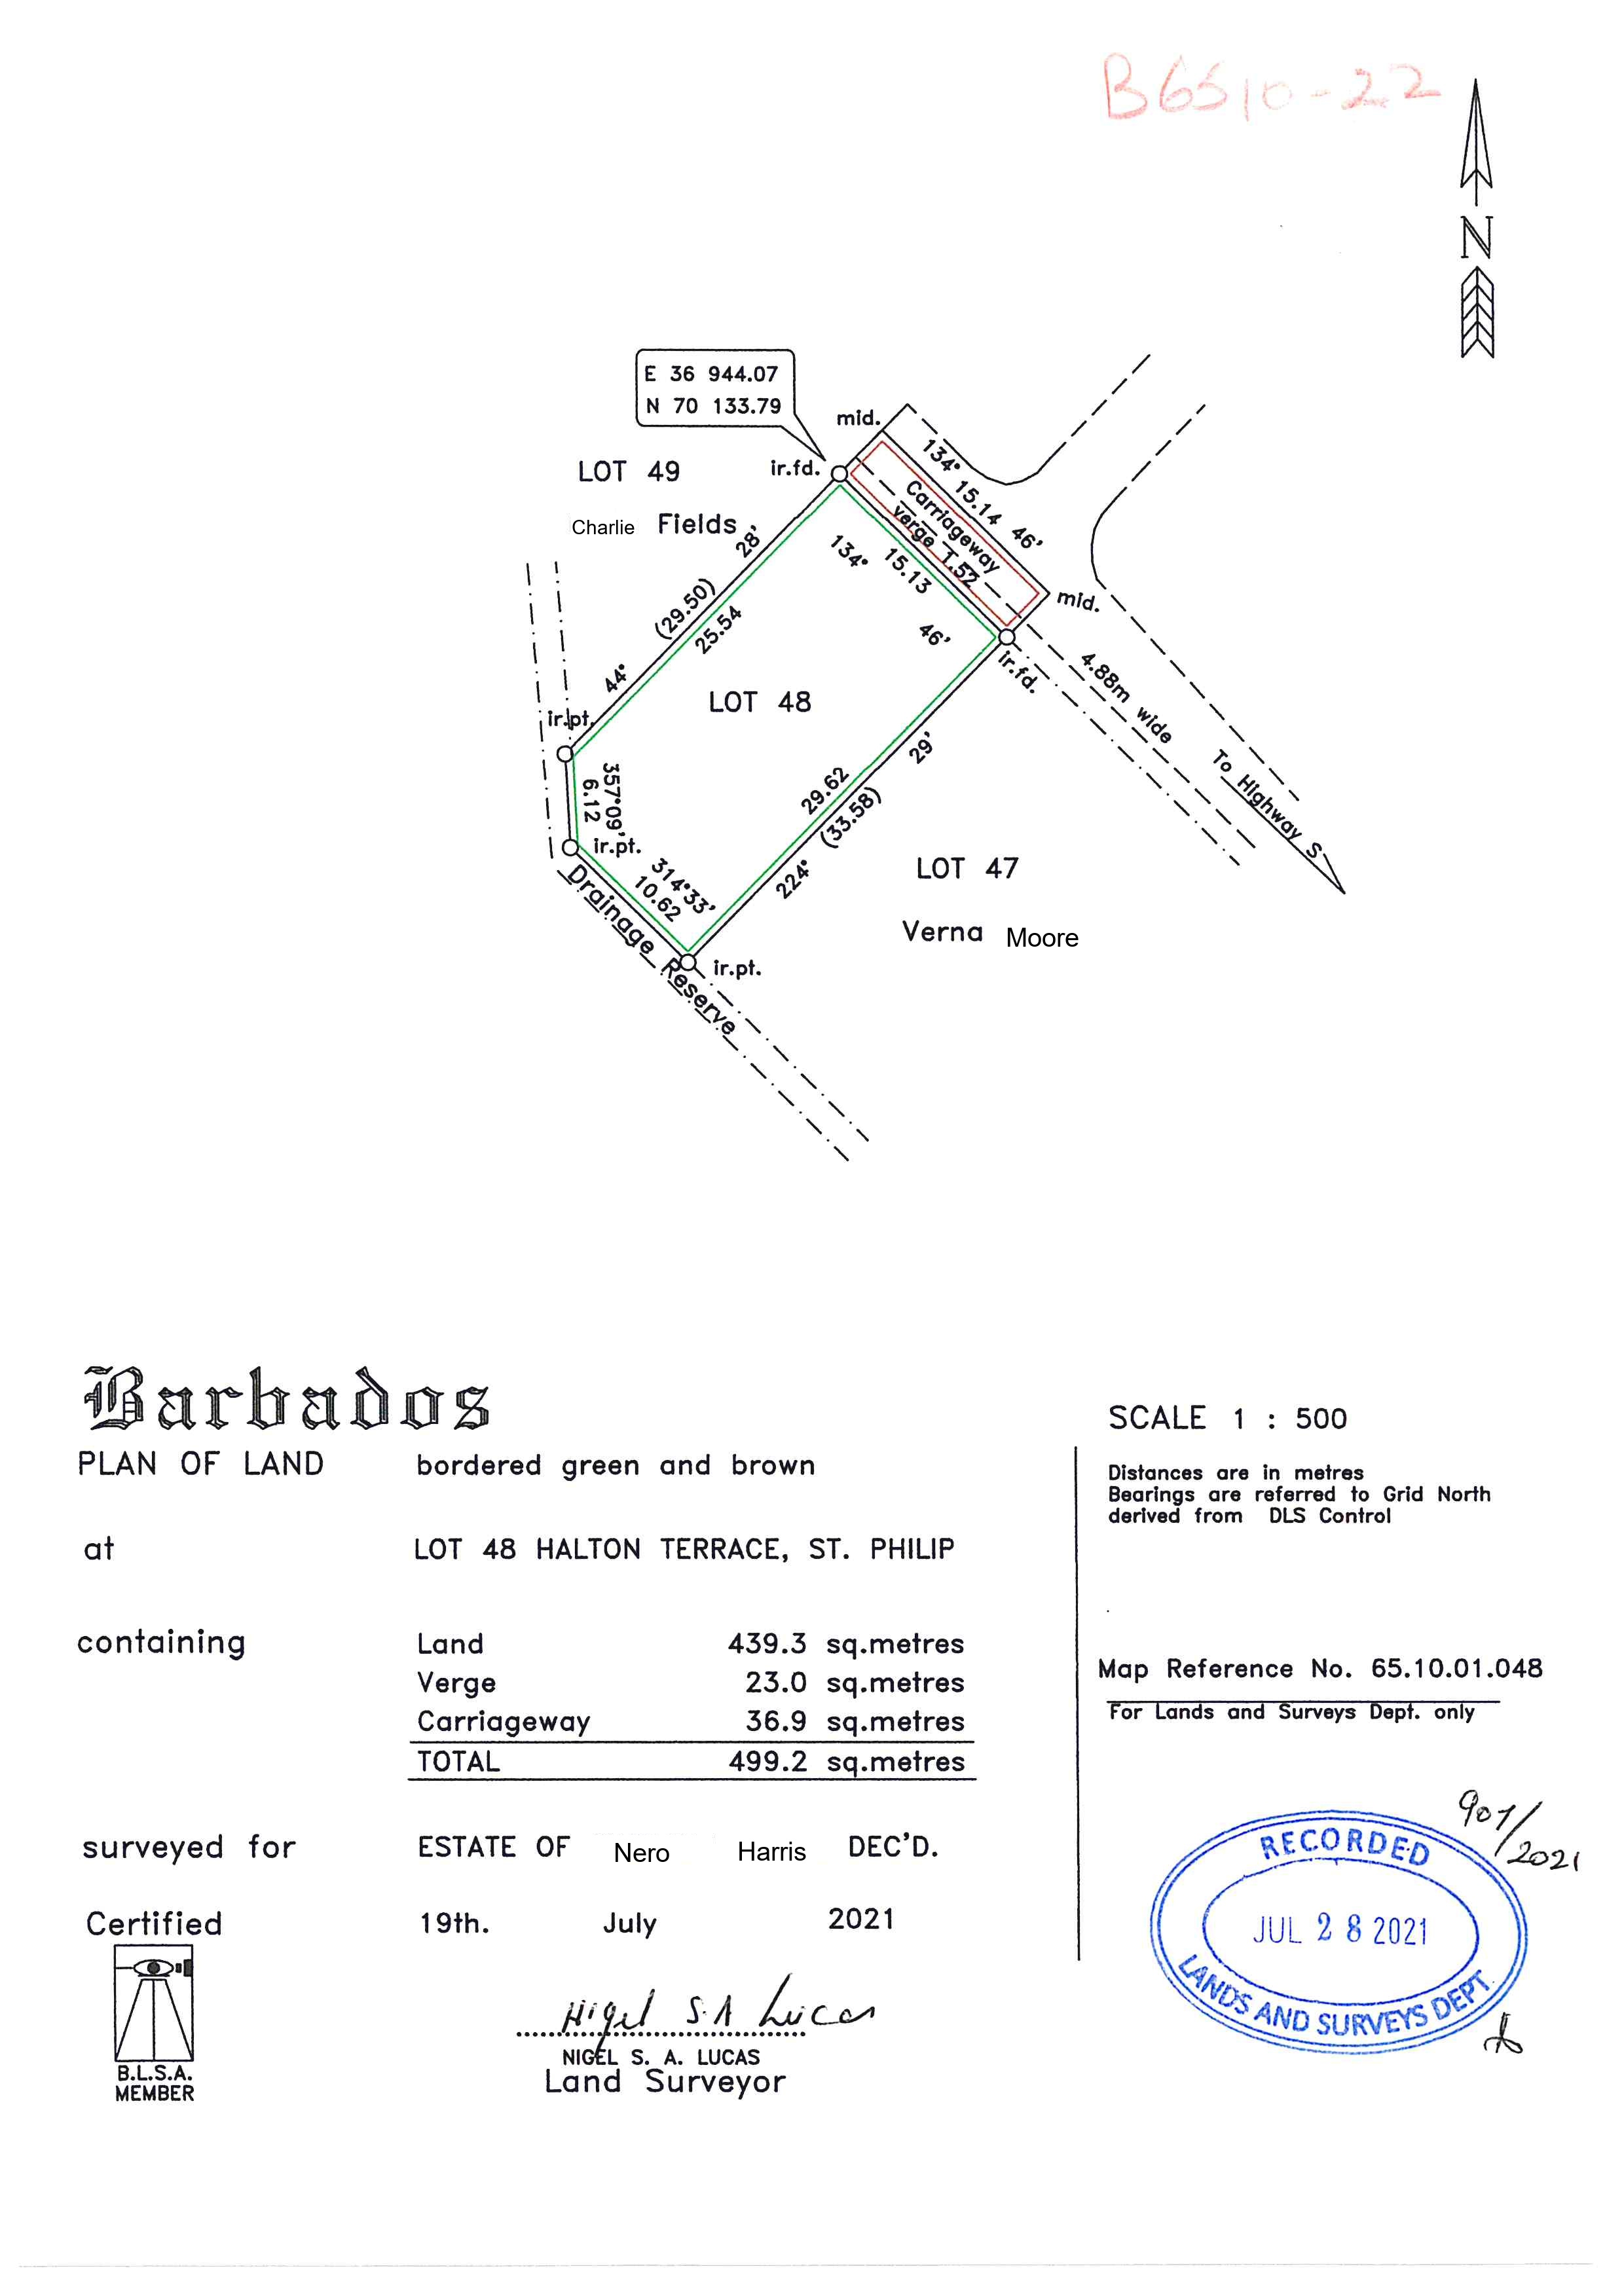 B6510-22
N
E 36 944.07
N 70 133.79
mid.
LOT 49
ir.fd.
134° 15.14 46'
Carriageway
verge 1.52
Charlie Fields
28'
134° 15.13 46'
mid.
(29.50)
25.54
44°
ir.fd.
4.88m wide
LOT 48
ir.pt.
To Highway 5
29'
357°09'
6.12
29.62
(33.58)
ir.pt.
314°33'
10.62
224°
LOT 47
Drainage Reserve
Verna Moore
ir.pt.
Barbados
PLAN OF LAND bordered green and brown
at LOT 48 HALTON TERRACE, ST. PHILIP
containing Land 439.3 sq.metres
Verge 23.0 sq.metres
Carriageway 36.9 sq.metres
TOTAL 499.2 sq.metres
surveyed for ESTATE OF Nero Harris DEC'D.
Certified 19th. July 2021
B.L.S.A.
MEMBER
Nigel S.A Lucas
NIGEL S. A. LUCAS
Land Surveyor
SCALE 1 : 500
Distances are in metres
Bearings are referred to Grid North
derived from DLS Control
Map Reference No. 65.10.01.048
For Lands and Surveys Dept. only
907/2021
RECORDED
JUL 28 2021
LANDS AND SURVEYS DEPT.